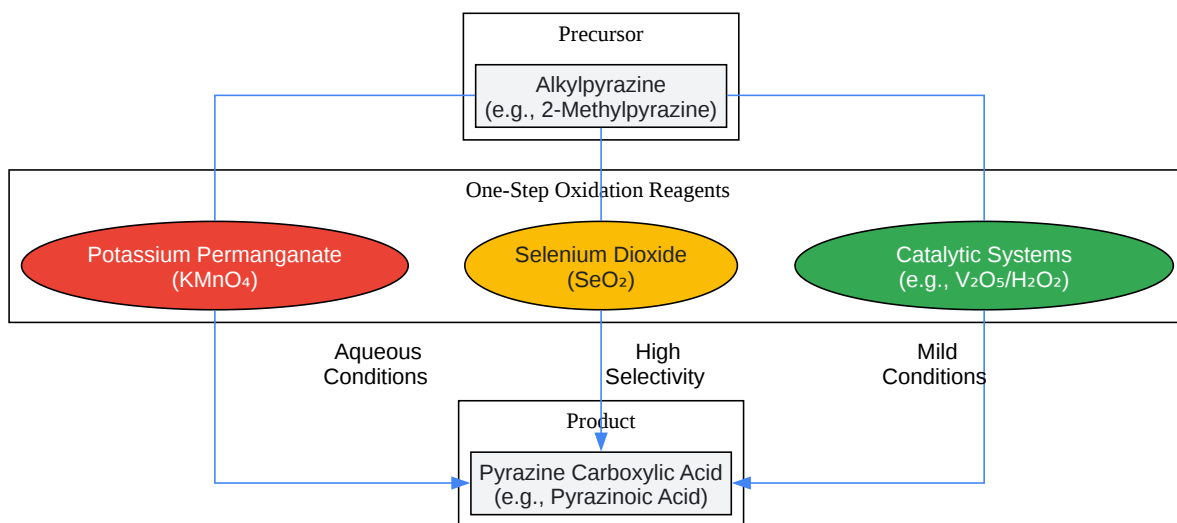 Precursor
Alkylpyrazine
(e.g., 2-Methylpyrazine)
One-Step Oxidation Reagents
Potassium Permanganate
(KMnO₄)
Selenium Dioxide
(SeO₂)
Catalytic Systems
(e.g., V₂O₅/H₂O₂)
Aqueous
Conditions
High
Selectivity
Mild
Conditions
Product
Pyrazine Carboxylic Acid
(e.g., Pyrazinoic Acid)